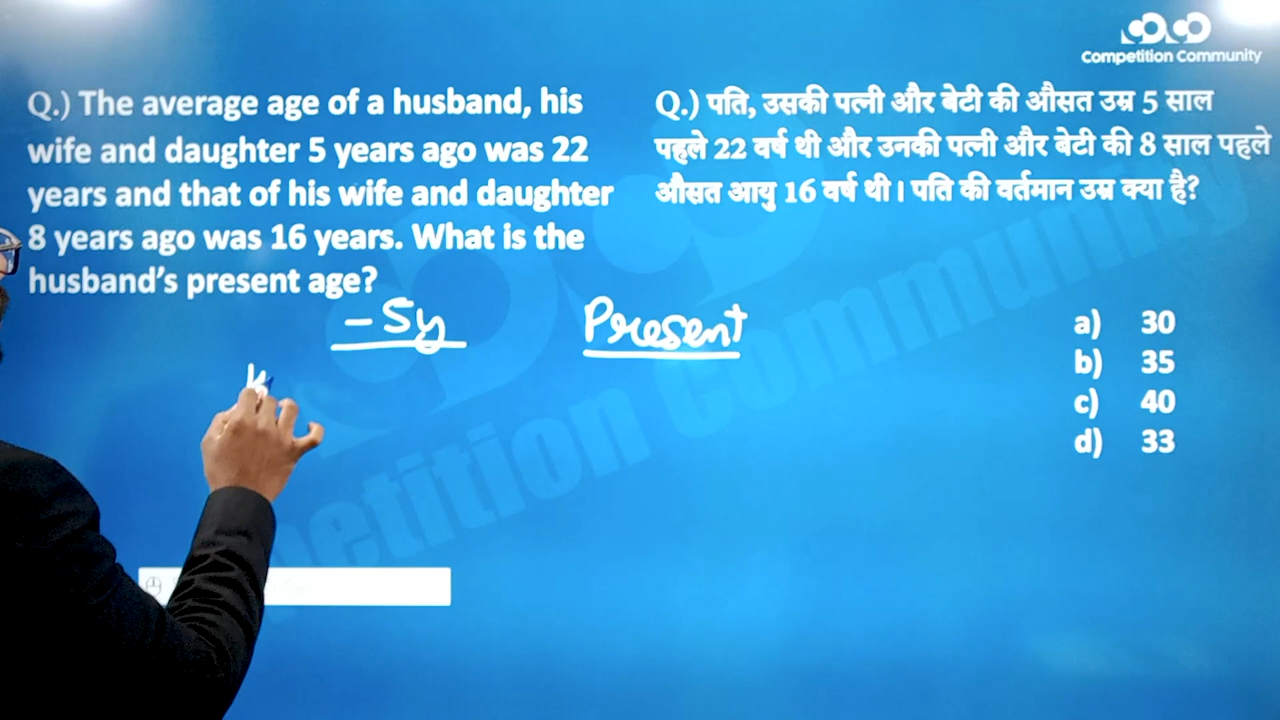 Competition Community
Q.) The average age of a husband, his
wife and daughter 5 years ago was 22
years and that of his wife and daughter
8 years ago was 16 years. What is the
husband's present age?
Q.) पति, उसकी पत्नी और बेटी की औसत उम्र 5 साल
पहले 22 वर्ष थी और उनकी पत्नी और बेटी की 8 साल पहले
औसत आयु 16 वर्ष थी। पति की वर्तमान उम्र क्या है?
-5y
Present
a) 30
b) 35
c) 40
d) 33
petition Community